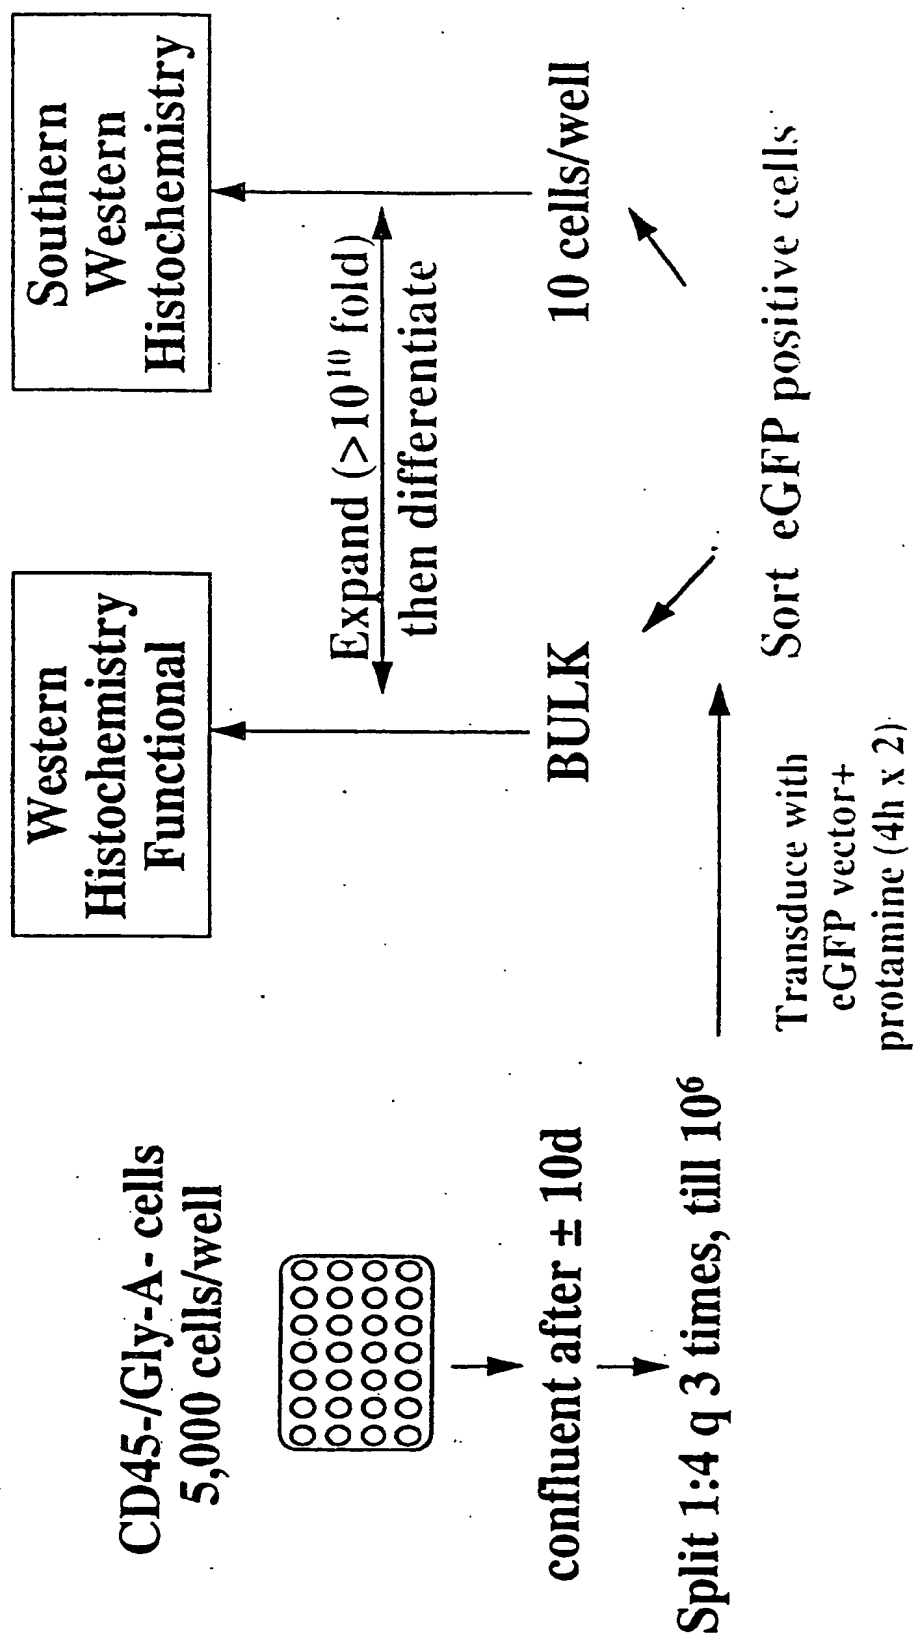 CD45-/Gly-A- cells
5,000 cells/well
confluent after ± 10d
Split 1:4 q 3 times, till 10⁶
Transduce with
eGFP vector+
protamine (4h x 2)
Sort eGFP positive cells
BULK
10 cells/well
Expand (>10¹⁰ fold)
then differentiate
Western
Histochemistry
Functional
Southern
Western
Histochemistry